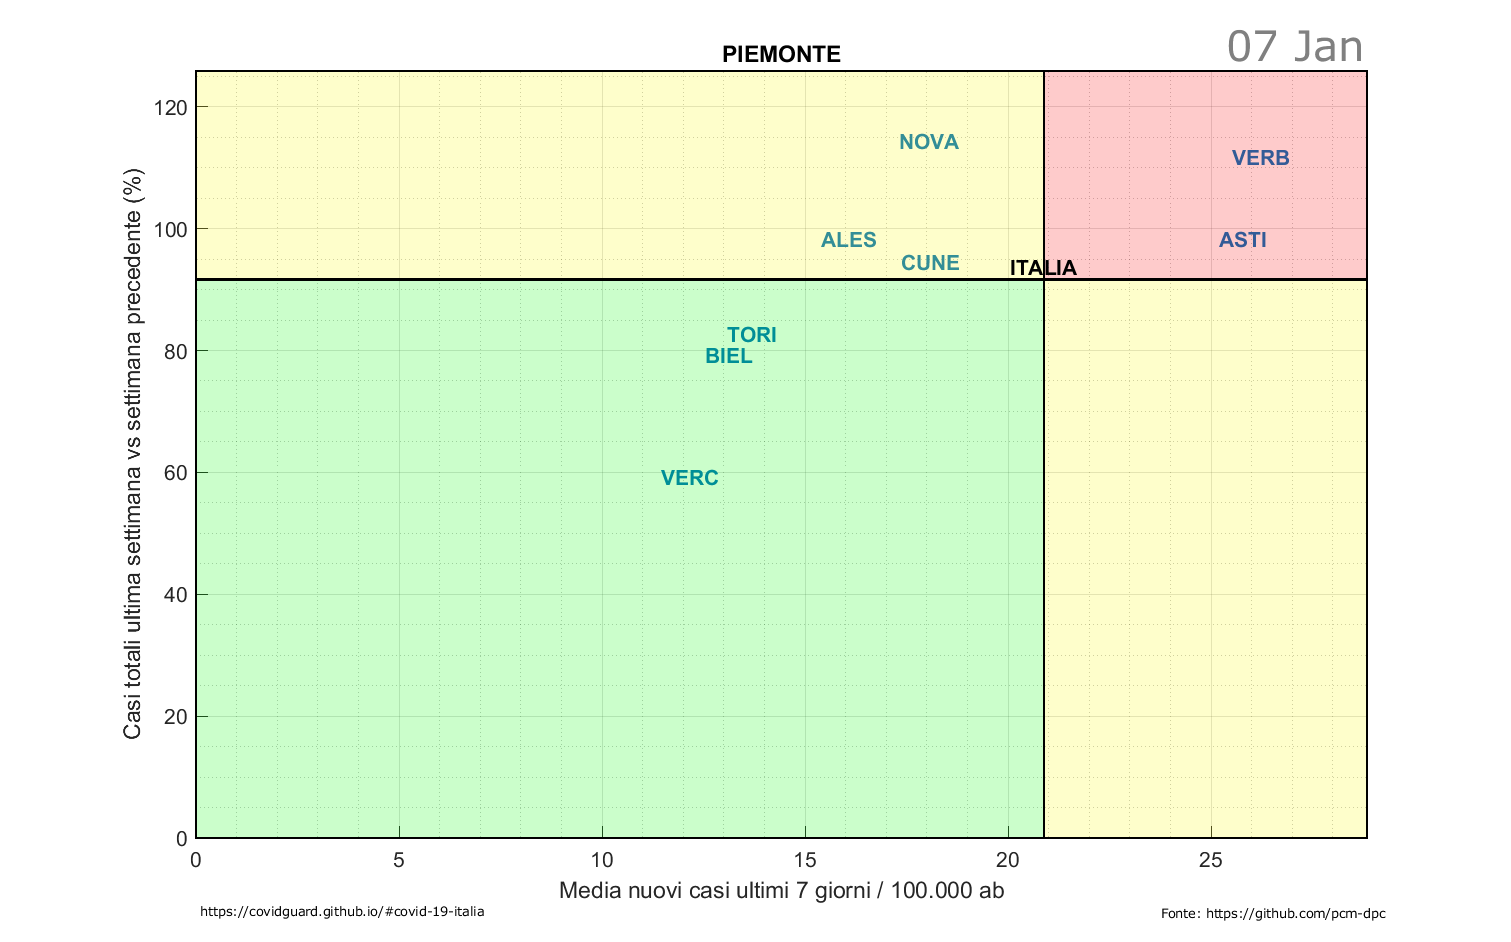 07 Jan
PIEMONTE
120
100
80
60
40
20
0
Casi totali ultima settimana vs settimana precedente (%)
NOVA
VERB
ALES
ASTI
CUNE
ITALIA
TORI
BIEL
VERC
0 5 10 15 20 25
Media nuovi casi ultimi 7 giorni / 100.000 ab
https://covidguard.github.io/#covid-19-italia
Fonte: https://github.com/pcm-dpc